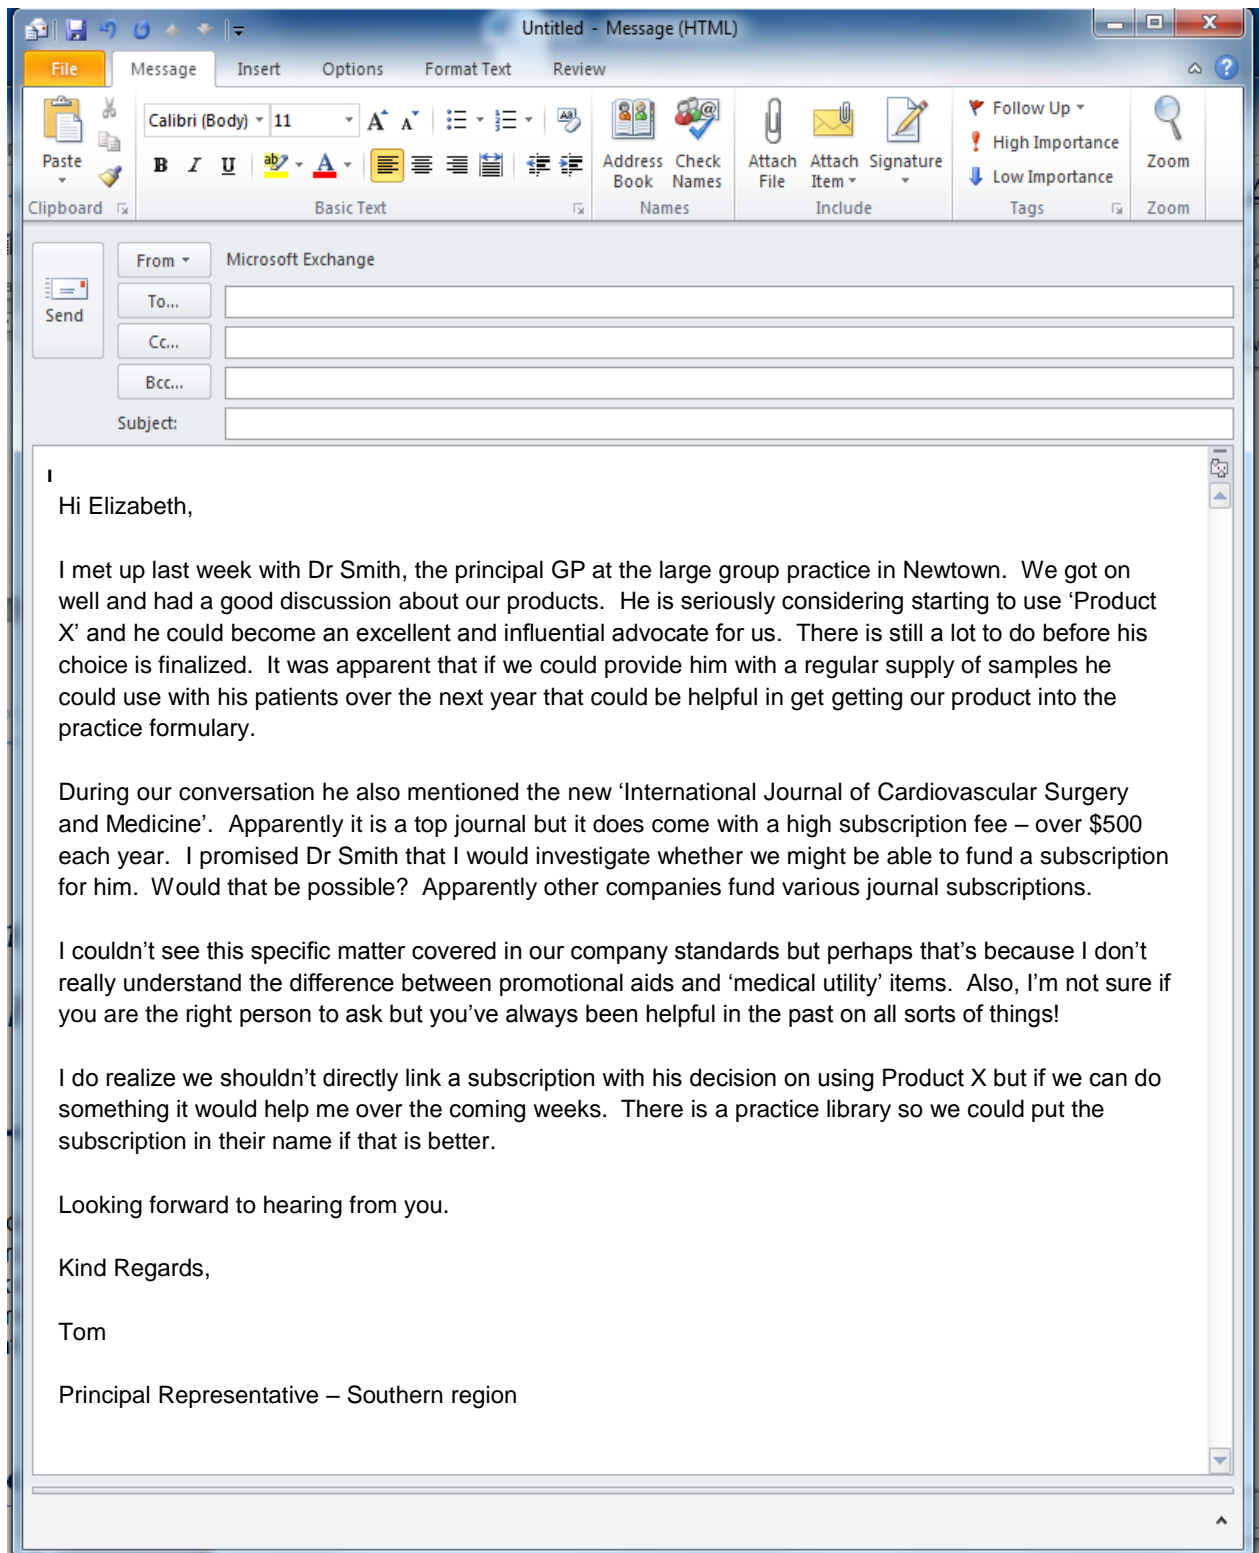 Untitled - Message (HTML)
File Message Insert Options Format Text Review
Calibri (Body) 11
Paste
Address Book
Check Names
Attach File
Attach Item
Signature
Follow Up
High Importance
Low Importance
Zoom
Clipboard Basic Text Names Include Tags Zoom
From Microsoft Exchange
Send
To...
Cc...
Bcc...
Subject:
Hi Elizabeth,
I met up last week with Dr Smith, the principal GP at the large group practice in Newtown. We got on
well and had a good discussion about our products. He is seriously considering starting to use ‘Product
X’ and he could become an excellent and influential advocate for us. There is still a lot to do before his
choice is finalized. It was apparent that if we could provide him with a regular supply of samples he
could use with his patients over the next year that could be helpful in get getting our product into the
practice formulary.
During our conversation he also mentioned the new ‘International Journal of Cardiovascular Surgery
and Medicine’. Apparently it is a top journal but it does come with a high subscription fee – over $500
each year. I promised Dr Smith that I would investigate whether we might be able to fund a subscription
for him. Would that be possible? Apparently other companies fund various journal subscriptions.
I couldn’t see this specific matter covered in our company standards but perhaps that’s because I don’t
really understand the difference between promotional aids and ‘medical utility’ items. Also, I’m not sure if
you are the right person to ask but you’ve always been helpful in the past on all sorts of things!
I do realize we shouldn’t directly link a subscription with his decision on using Product X but if we can do
something it would help me over the coming weeks. There is a practice library so we could put the
subscription in their name if that is better.
Looking forward to hearing from you.
Kind Regards,
Tom
Principal Representative – Southern region